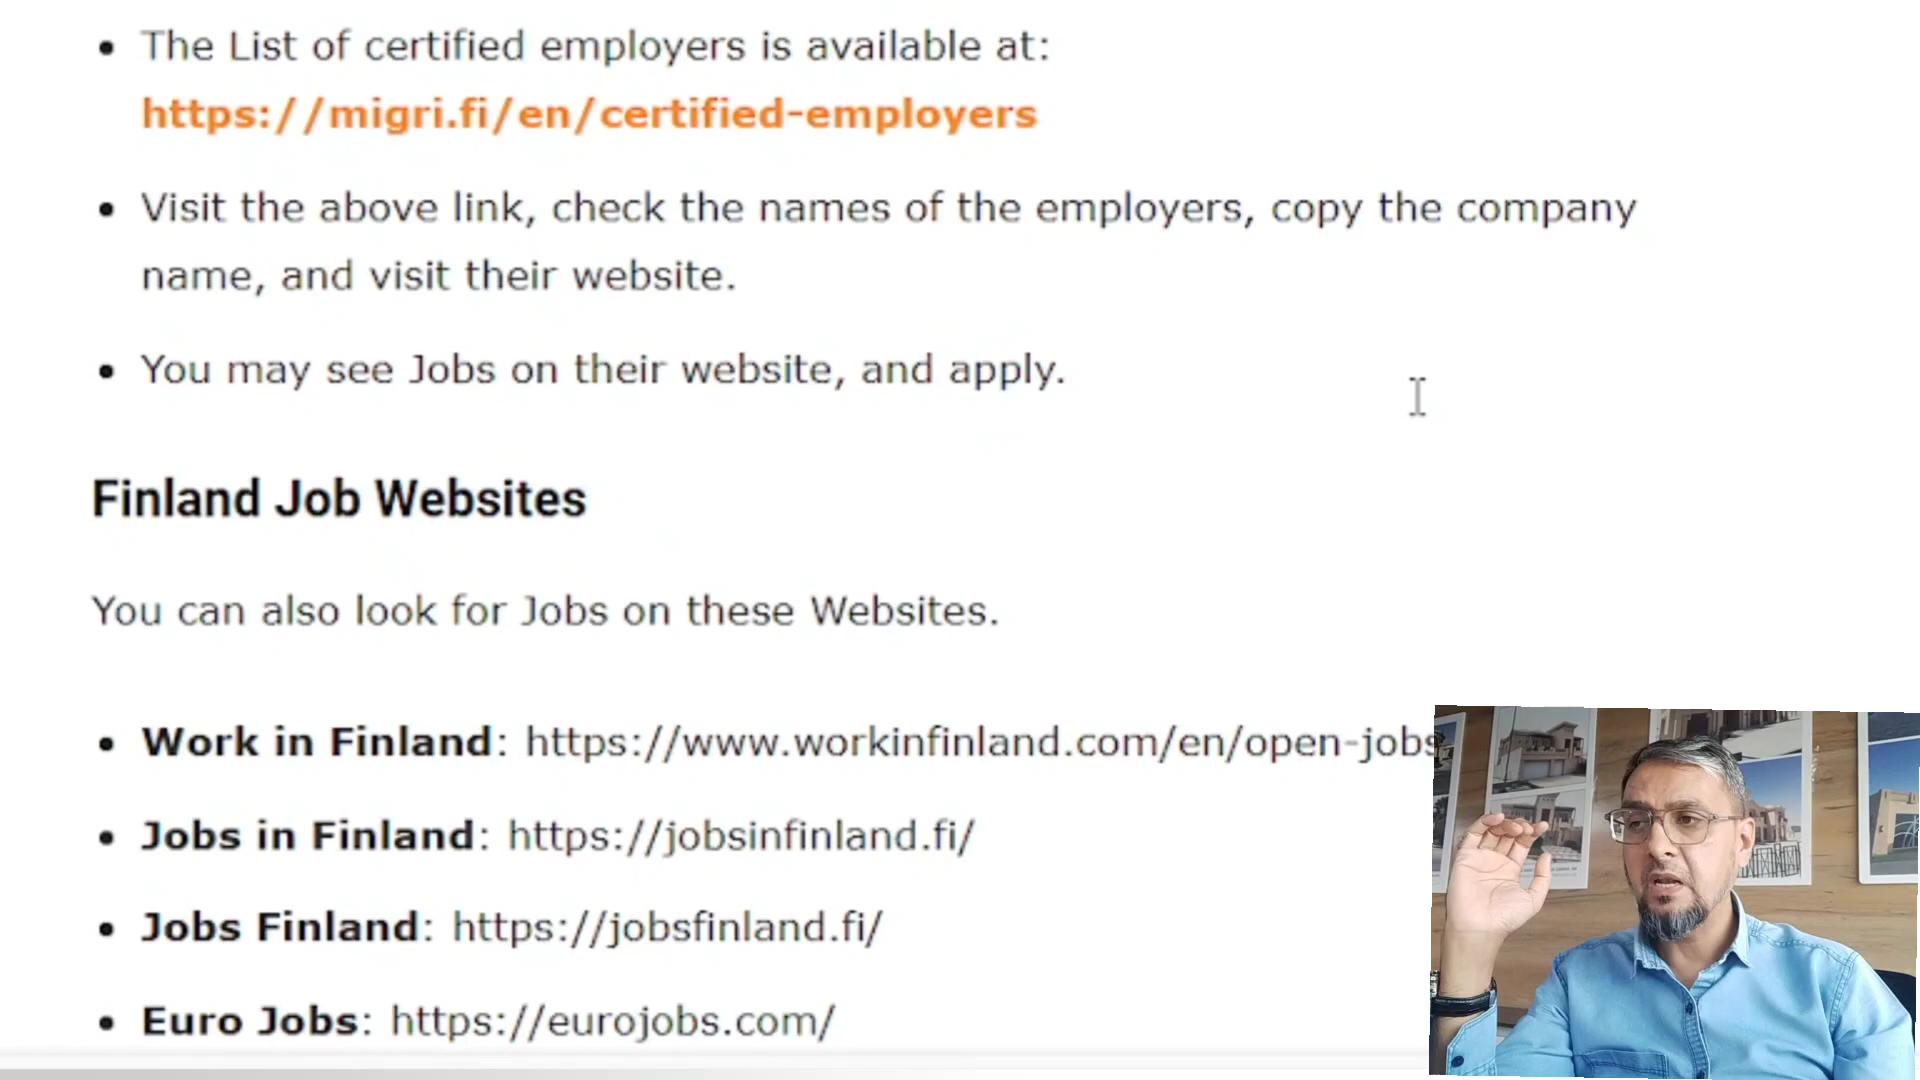 The List of certified employers is available at:
https://migri.fi/en/certified-employers
Visit the above link, check the names of the employers, copy the company
name, and visit their website.
You may see Jobs on their website, and apply.
Finland Job Websites
You can also look for Jobs on these Websites.
Work in Finland: https://www.workinfinland.com/en/open-jobs
Jobs in Finland: https://jobsinfinland.fi/
Jobs Finland: https://jobsfinland.fi/
Euro Jobs: https://eurojobs.com/